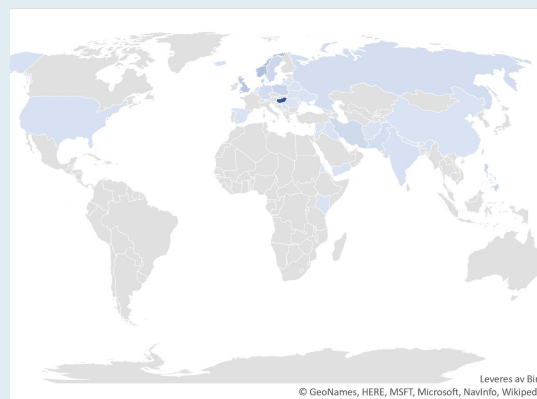 Leveres av Bin
© GeoNames, HERE, MSFT, Microsoft, NavInfo, Wikiped